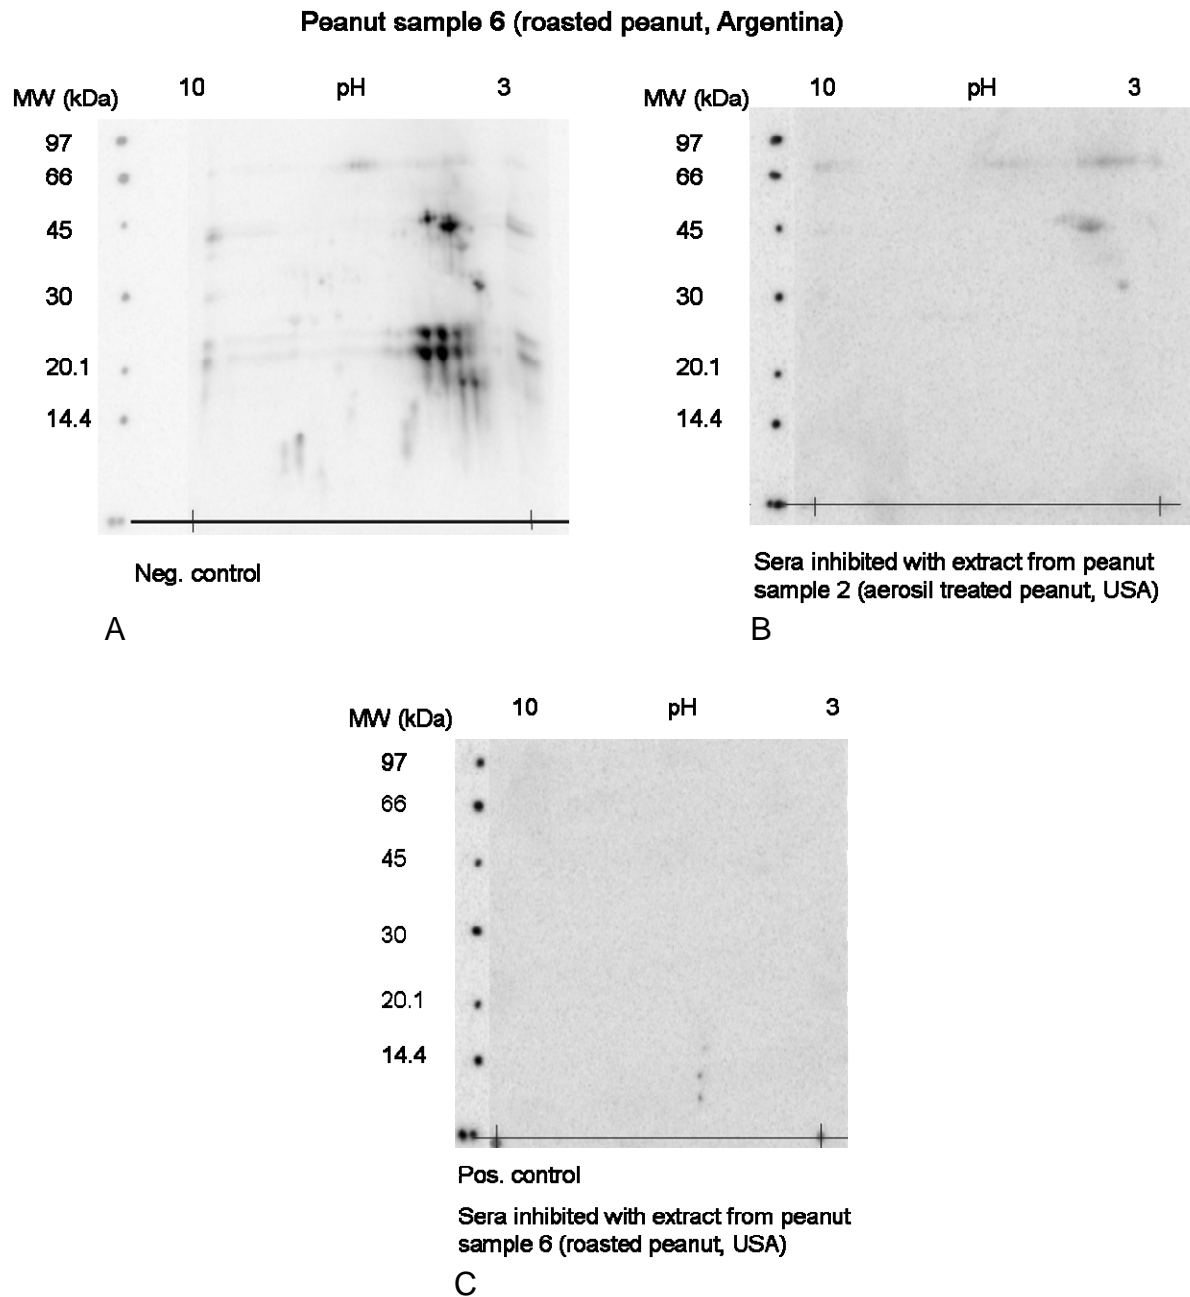 Peanut sample 6 (roasted peanut, Argentina)
MW (kDa) 10 pH 3
97
66
45
30
20.1
14.4
Neg. control
A
MW (kDa) 10 pH 3
97
66
45
30
20.1
14.4
Sera inhibited with extract from peanut
sample 2 (aerosil treated peanut, USA)
B
MW (kDa) 10 pH 3
97
66
45
30
20.1
14.4
Pos. control
Sera inhibited with extract from peanut
sample 6 (roasted peanut, USA)
C